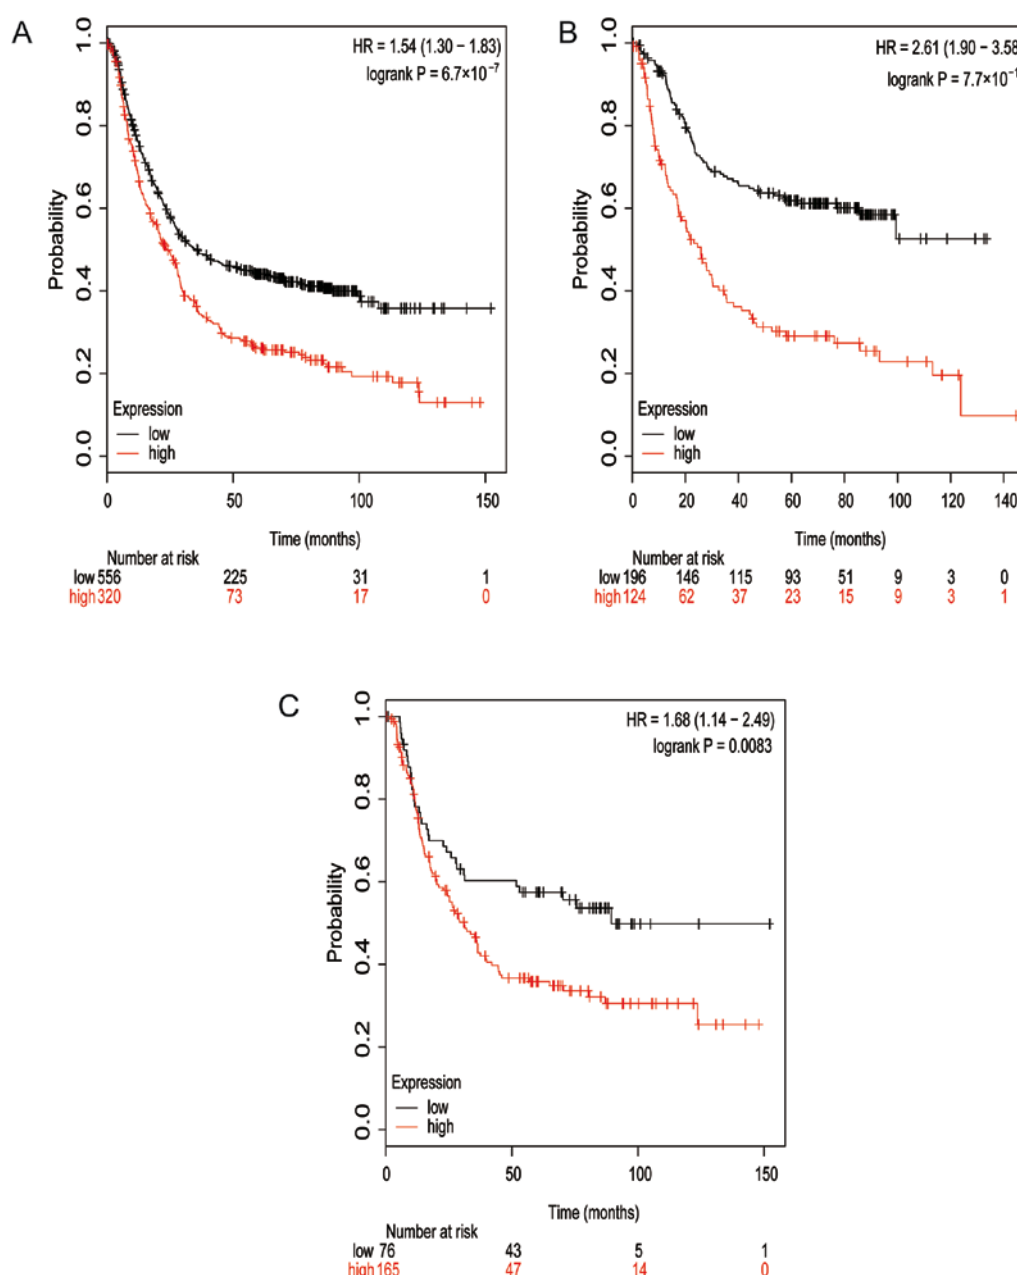 A
HR = 1.54 (1.30 – 1.83)
logrank P = 6.7×10⁻⁷
Probability
1.0
0.8
0.6
0.4
0.2
0.0
Expression
low
high
0 50 100 150
Time (months)
Number at risk
low 556 225 31 1
high 320 73 17 0
B
HR = 2.61 (1.90 – 3.58
logrank P = 7.7×10⁻¹
Probability
1.0
0.8
0.6
0.4
0.2
0.0
Expression
low
high
0 20 40 60 80 100 120 140
Time (months)
Number at risk
low 196 146 115 93 51 9 3 0
high 124 62 37 23 15 9 3 1
C
HR = 1.68 (1.14 – 2.49)
logrank P = 0.0083
Probability
1.0
0.8
0.6
0.4
0.2
0.0
Expression
low
high
0 50 100 150
Time (months)
Number at risk
low 76 43 5 1
high 165 47 14 0